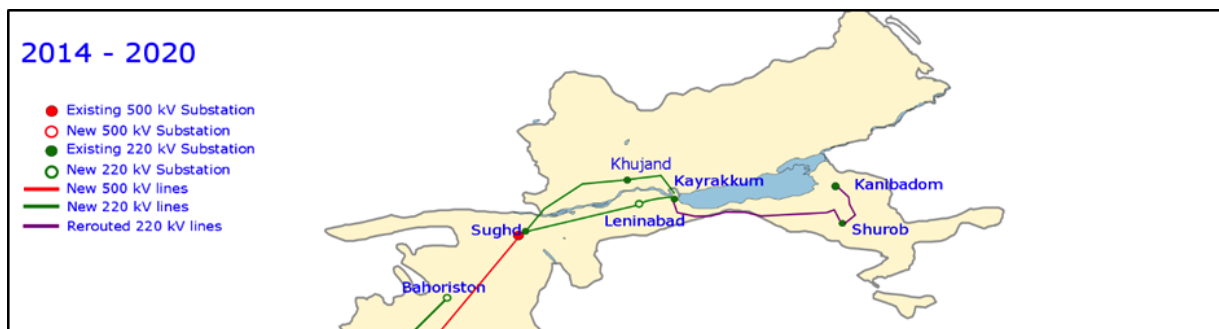 2014 - 2020
Existing 500 kV Substation
New 500 kV Substation
Existing 220 kV Substation
New 220 kV Substation
New 500 kV lines
New 220 kV lines
Rerouted 220 kV lines
Khujand
Kayrakkum
Kanibadom
Leninabad
Shurob
Sughd
Bahoriston